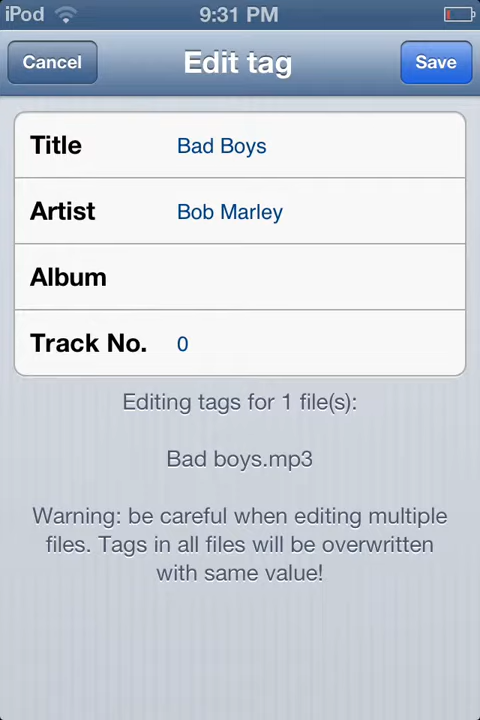 iPod 9:31 PM
Cancel Edit tag Save
Title Bad Boys
Artist Bob Marley
Album
Track No. 0
Editing tags for 1 file(s):
Bad boys.mp3
Warning: be careful when editing multiple
files. Tags in all files will be overwritten
with same value!